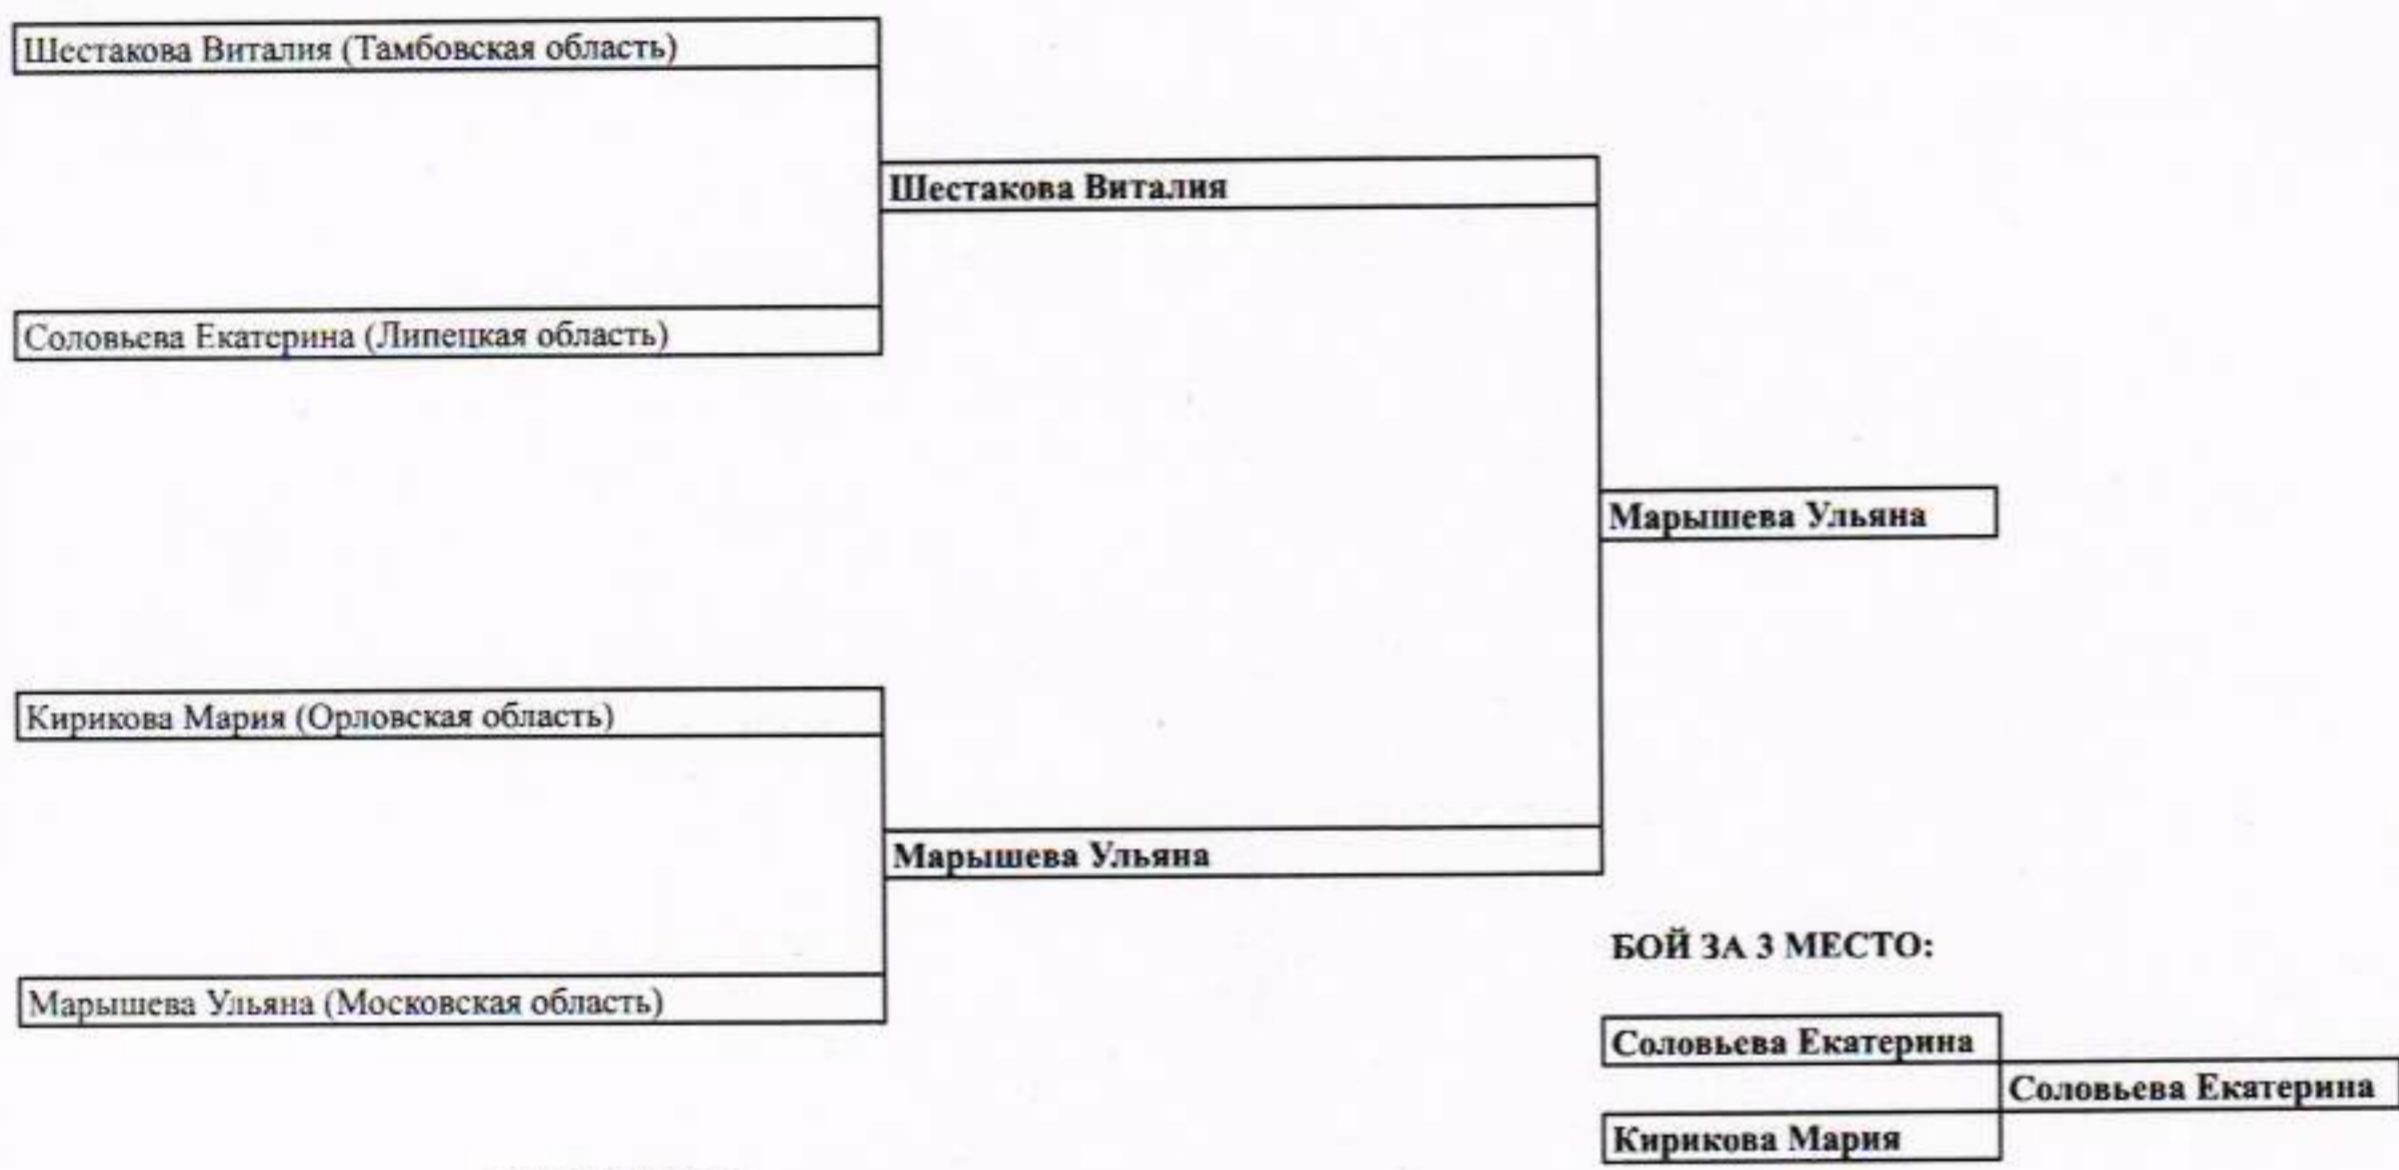 Шестакова Виталия (Тамбовская область)
Шестакова Виталия
Соловьева Екатерина (Липецкая область)
Марышева Ульяна
Кирикова Мария (Орловская область)
Марышева Ульяна
БОЙ ЗА 3 МЕСТО:
Марышева Ульяна (Московская область)
Соловьева Екатерина
Соловьева Екатерина
Кирикова Мария